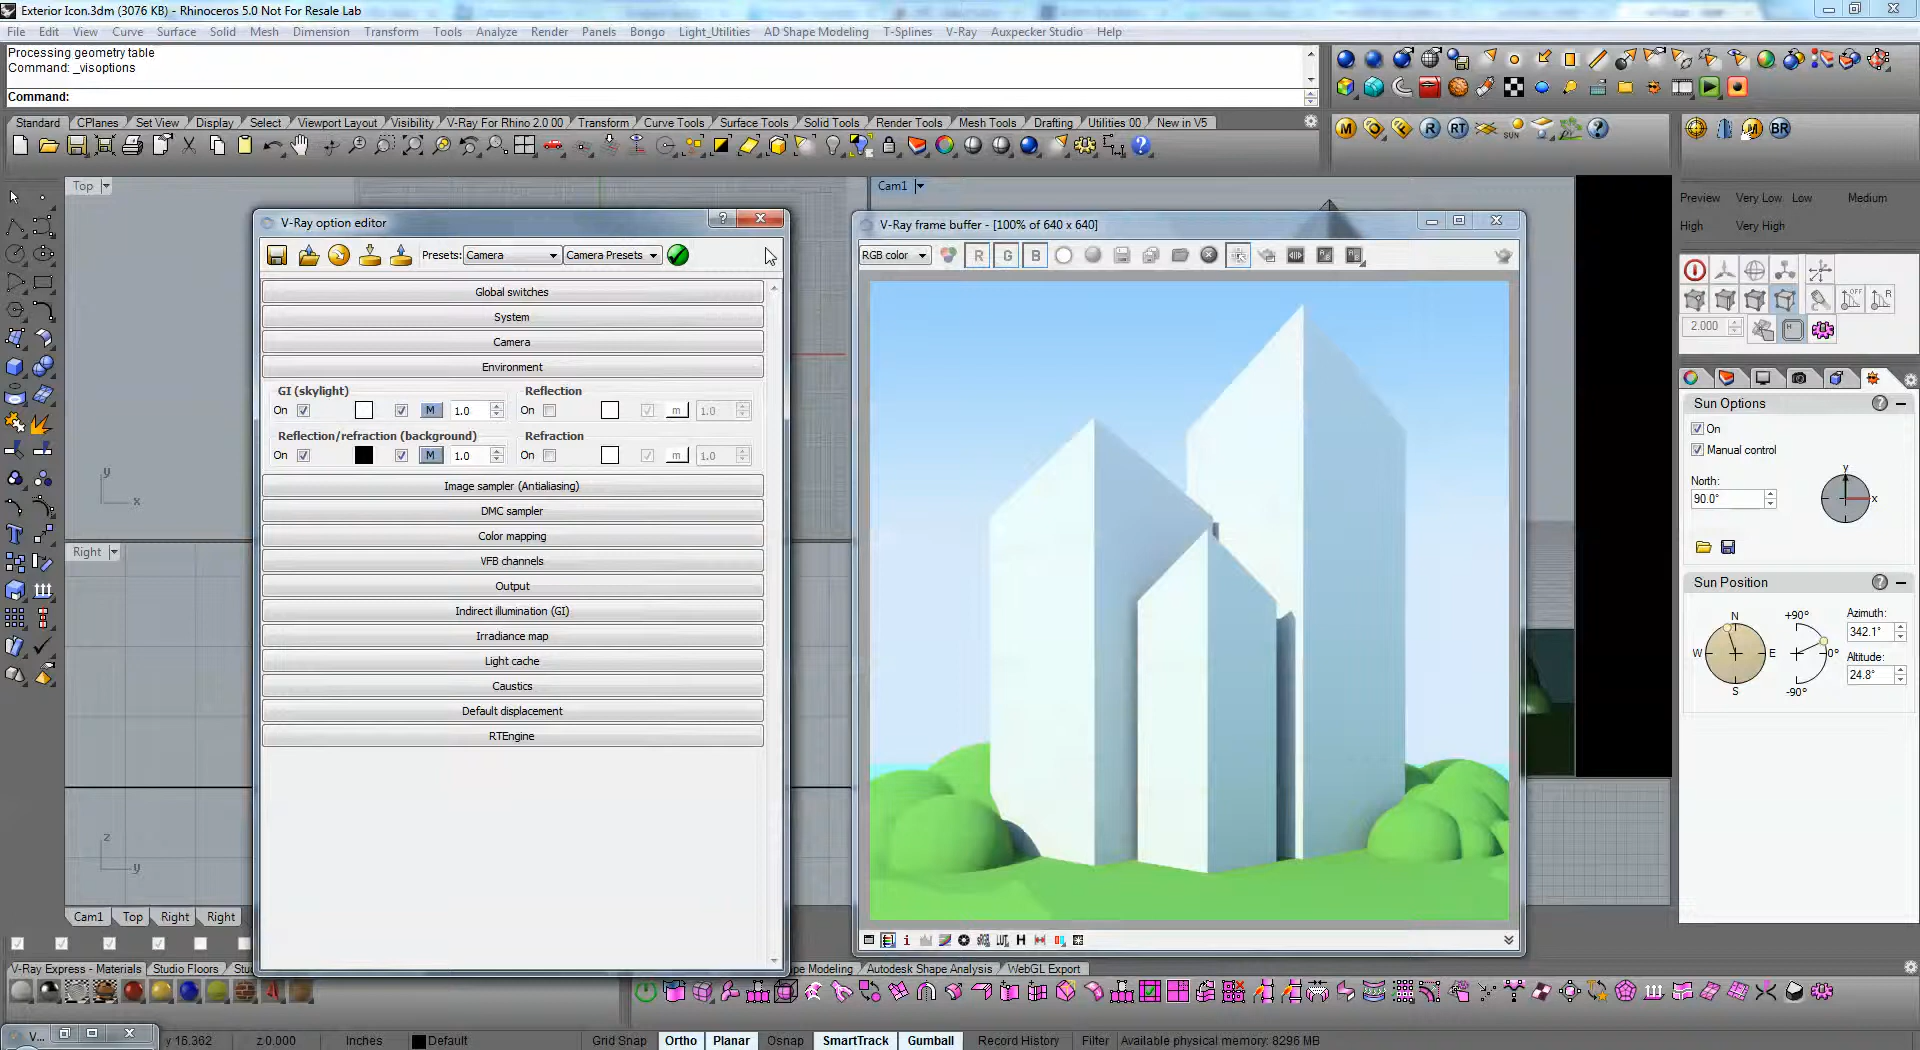 Exterior Icon.3dm (3076 KB) - Rhinoceros 5.0 Not For Resale Lab
File Edit View Curve Surface Solid Mesh Dimension Transform Tools Analyze Render Panels Bongo Light_Utilities AD Shape Modeling T-Splines V-Ray Auxpecker Studio Help
Processing geometry table
Command: _visoptions
Command:
Standard CPlanes Set View Display Select Viewport Layout Visibility V-Ray For Rhino 2.0 00 Transform Curve Tools Surface Tools Solid Tools Render Tools Mesh Tools Drafting Utilities 00 New in V5
M R RT SUN BR
Top
Cam1
Preview Very Low Low Medium
High Very High
V-Ray option editor
Presets: Camera Camera Presets
Global switches
System
Camera
Environment
GI (skylight) Reflection
On M 1.0 On m 1.0
Reflection/refraction (background) Refraction
On M 1.0 On m 1.0
Image sampler (Antialiasing)
DMC sampler
Color mapping
VFB channels
Output
Indirect illumination (GI)
Irradiance map
Light cache
Caustics
Default displacement
RTEngine
V-Ray frame buffer - [100% of 640 x 640]
RGB color R G B
OFF R
2.000
Sun Options
On
Manual control
North:
90.0°
y
x
Sun Position
N
W E
S
+90°
0°
-90°
Azimuth:
342.1°
Altitude:
24.8°
y
x
Right
z
y
Cam1 Top Right Right
V-Ray Express - Materials Studio Floors
pe Modeling Autodesk Shape Analysis WebGL Export
V...
y 16.362 z 0.000 Inches Default Grid Snap Ortho Planar Osnap SmartTrack Gumball Record History Filter Available physical memory: 8296 MB